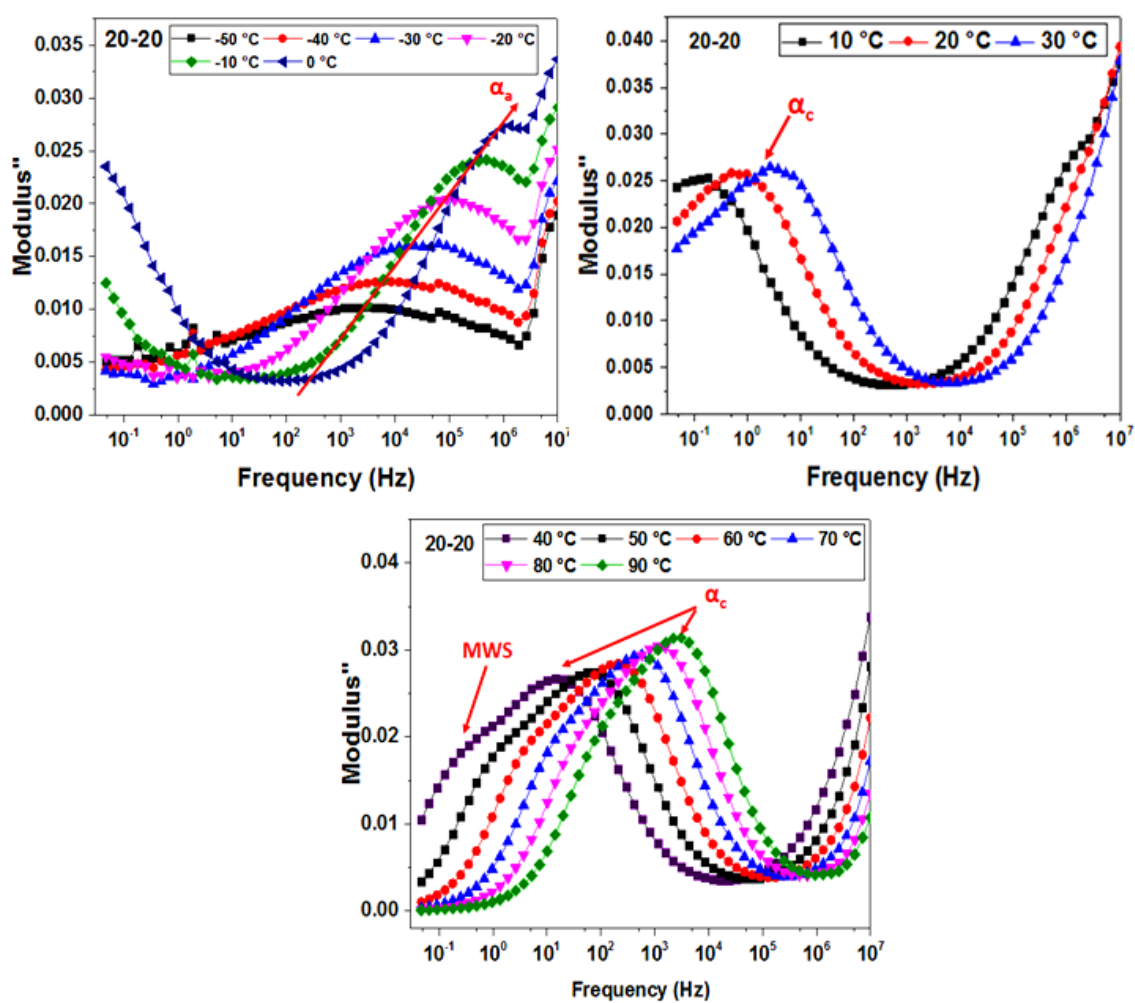 20-20
-50 °C -40 °C -30 °C -20 °C
-10 °C 0 °C
αa
0.035
0.030
0.025
0.020
0.015
0.010
0.005
0.000
Modulus''
10-1 100 101 102 103 104 105 106 107
Frequency (Hz)
20-20
10 °C 20 °C 30 °C
αc
0.040
0.035
0.030
0.025
0.020
0.015
0.010
0.005
0.000
Modulus''
10-1 100 101 102 103 104 105 106 107
Frequency (Hz)
20-20
40 °C 50 °C 60 °C 70 °C
80 °C 90 °C
αc
MWS
0.04
0.03
0.02
0.01
0.00
Modulus''
10-1 100 101 102 103 104 105 106 107
Frequency (Hz)